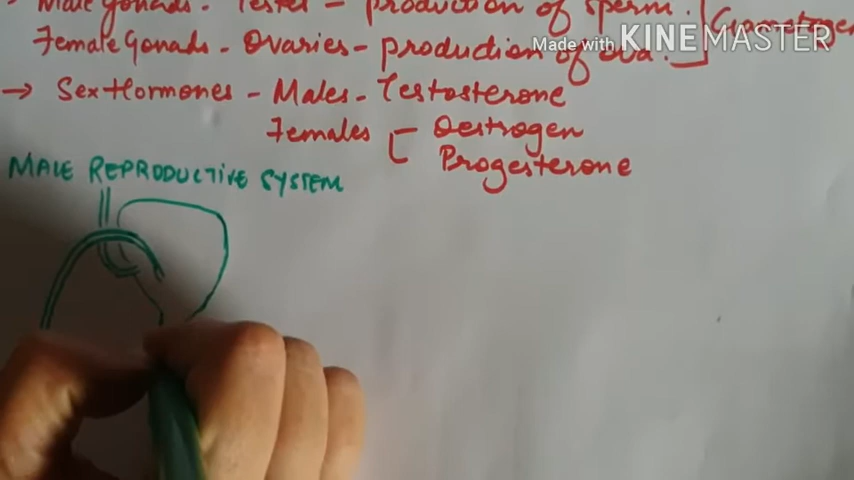 Male Gonads - Testes - production of sperm.
Female Gonads - Ovaries - production of ova.
Made with KINEMASTER
→ Sex Hormones - Males - Testosterone
Females Oestrogen
Progesterone
MALE REPRODUCTIVE SYSTEM